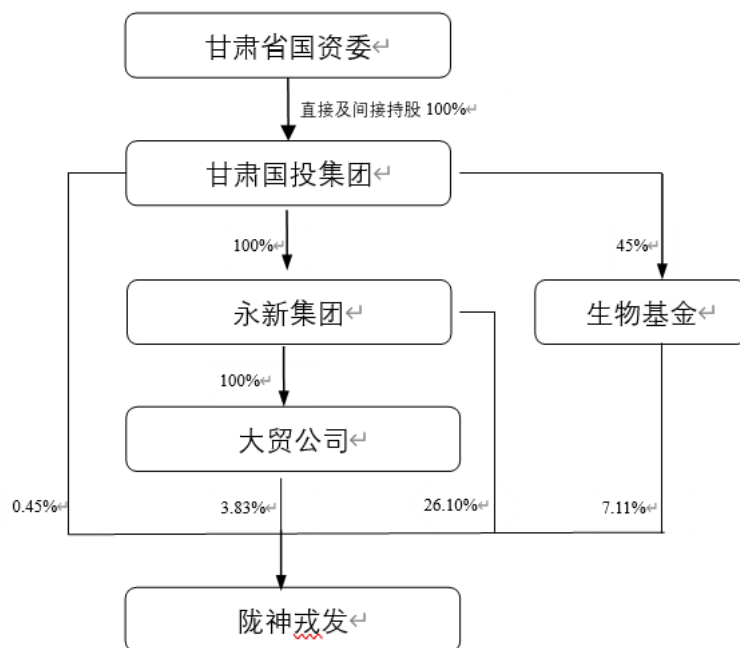 甘肃省国资委
直接及间接持股 100%
甘肃国投集团
100%
45%
永新集团
生物基金
100%
大贸公司
0.45%
3.83%
26.10%
7.11%
陇神戎发